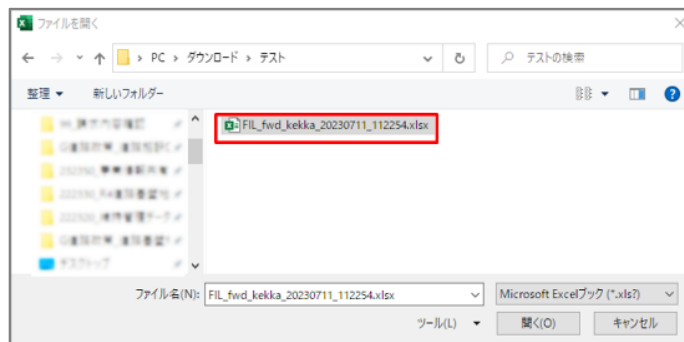 ファイルを開く
PC > ダウンロード > テスト
テストの検索
整理
新しいフォルダー
FIL_fwd_kekka_20230711_112254.xlsx
デスクトップ
ファイル名(N): FIL_fwd_kekka_20230711_112254.xlsx
Microsoft Excelブック (*.xls?)
ツール(L)
開く(O)
キャンセル